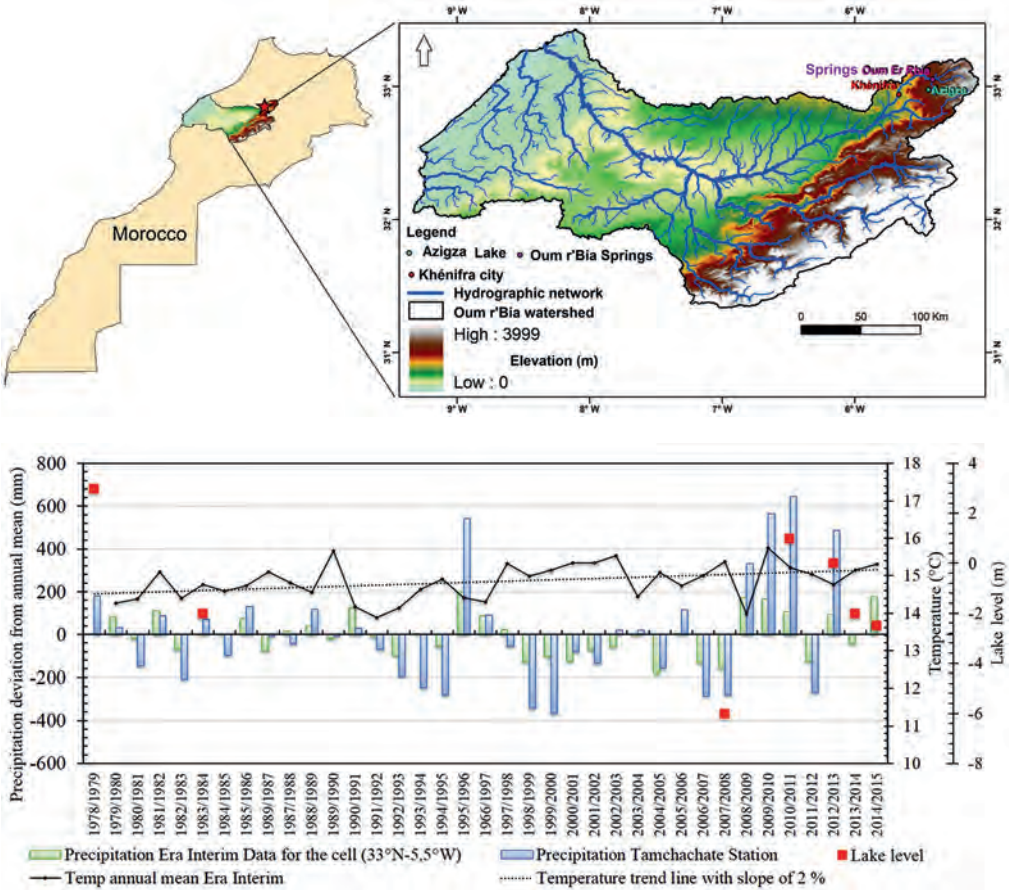 9° W 8° W 7° W 6° W
33° N
32° N
31° N
Morocco
Springs Oum Er Rbia
Khénifra
Azigza
33° N
32° N
31° N
Legend
Azigza Lake Oum r'Bia Springs
Khénifra city
Hydrographic network
Oum r'Bia watershed
High : 3999
Elevation (m)
Low : 0
0 50 100 Km
9° W 8° W 7° W 6° W
Precipitation deviation from annual mean (mm)
800
600
400
200
0
-200
-400
-600
18
17
16
15
14
13
12
11
10
Temperature (°C)
4
2
0
-2
-4
-6
-8
Lake level (m)
1978/1979
1979/1980
1980/1981
1981/1982
1982/1983
1983/1984
1984/1985
1985/1986
1986/1987
1987/1988
1988/1989
1989/1990
1990/1991
1991/1992
1992/1993
1993/1994
1994/1995
1995/1996
1996/1997
1997/1998
1998/1999
1999/2000
2000/2001
2001/2002
2002/2003
2003/2004
2004/2005
2005/2006
2006/2007
2007/2008
2008/2009
2009/2010
2010/2011
2011/2012
2012/2013
2013/2014
2014/2015
Precipitation Era Interim Data for the cell (33°N-5,5°W) Precipitation Tamchachate Station Lake level
Temp annual mean Era Interim Temperature trend line with slope of 2 %